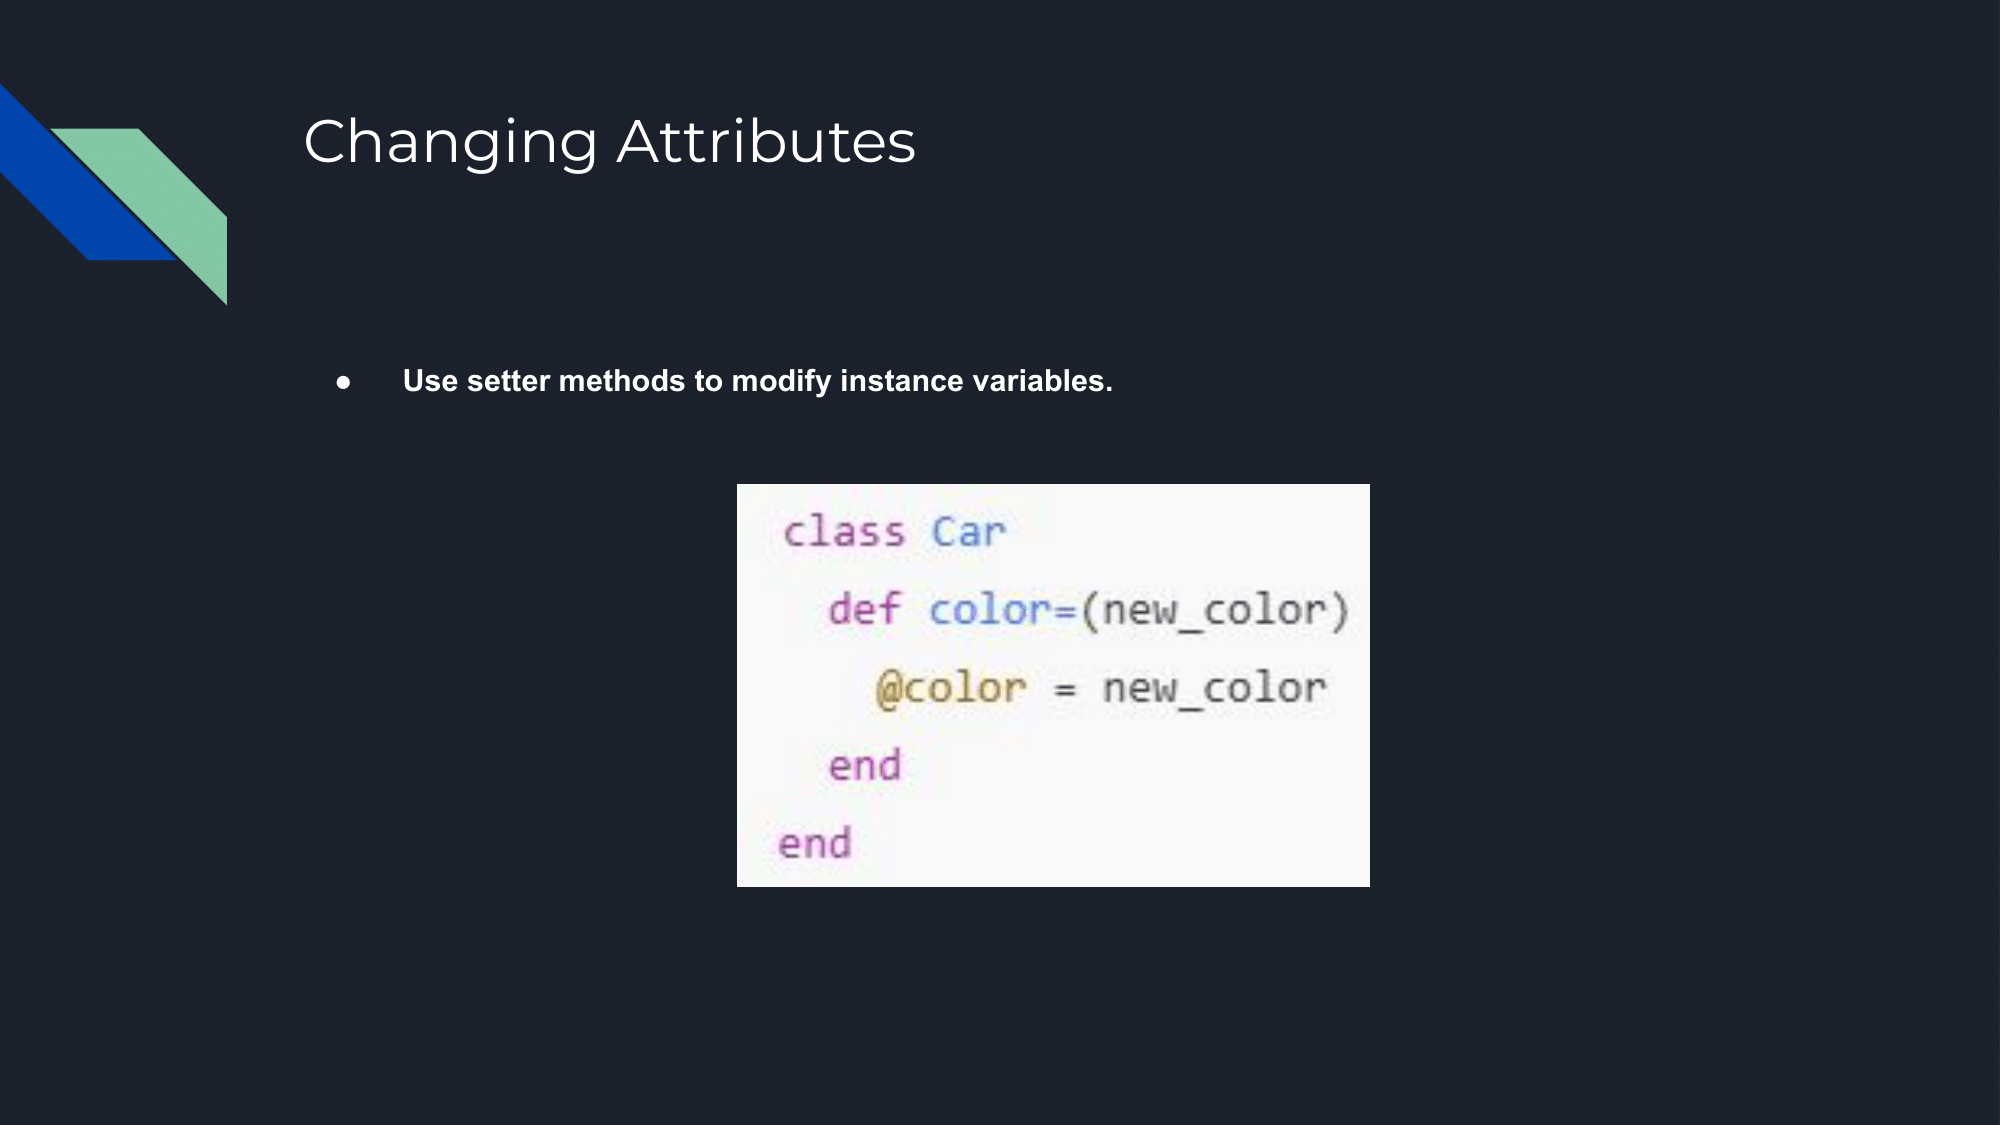 Changing Attributes
● Use setter methods to modify instance variables.
class Car
  def color=(new_color)
    @color = new_color
  end
end